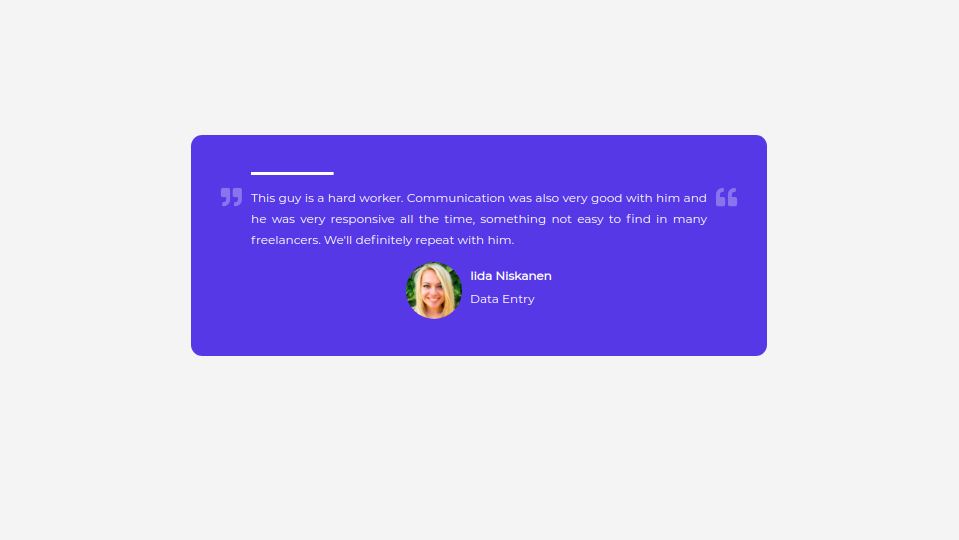 This guy is a hard worker. Communication was also very good with him and
he was very responsive all the time, something not easy to find in many
freelancers. We'll definitely repeat with him.
Iida Niskanen
Data Entry